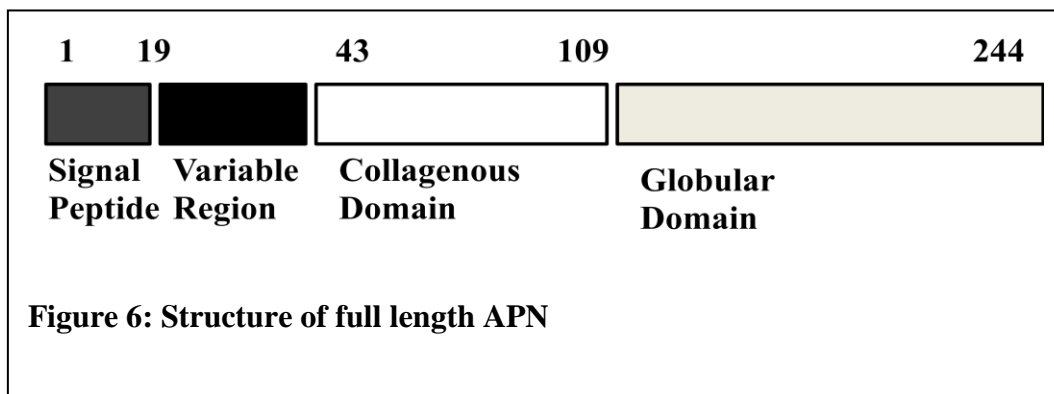 1 19 43 109 244
Signal Variable Collagenous Globular
Peptide Region Domain Domain
Figure 6: Structure of full length APN